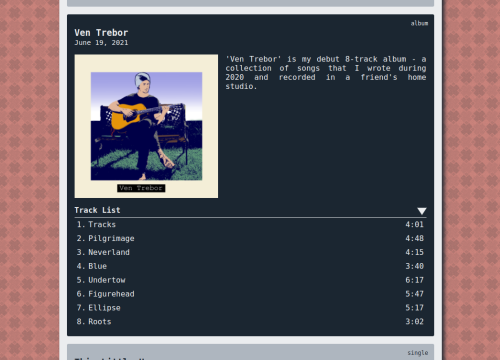 album
Ven Trebor
June 19, 2021
'Ven Trebor' is my debut 8-track album - a
collection of songs that I wrote during
2020 and recorded in a friend's home
studio.
Ven Trebor
Track List
1. Tracks 4:01
2. Pilgrimage 4:48
3. Neverland 4:15
4. Blue 3:40
5. Undertow 6:17
6. Figurehead 5:47
7. Ellipse 5:17
8. Roots 3:02
single